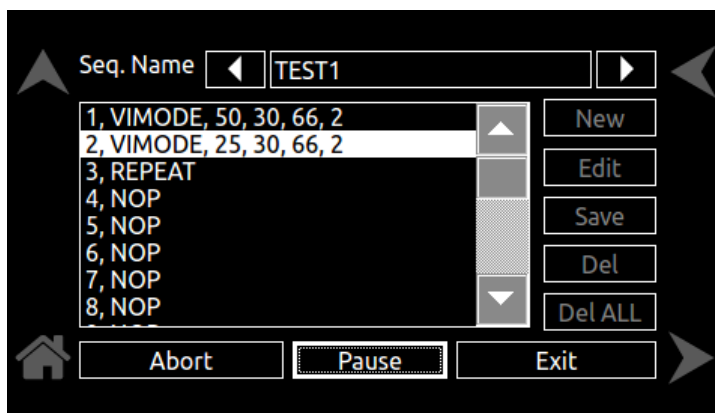 Seq. Name TEST1
1, VIMODE, 50, 30, 66, 2
2, VIMODE, 25, 30, 66, 2
3, REPEAT
4, NOP
5, NOP
6, NOP
7, NOP
8, NOP
New
Edit
Save
Del
Del ALL
Abort Pause Exit